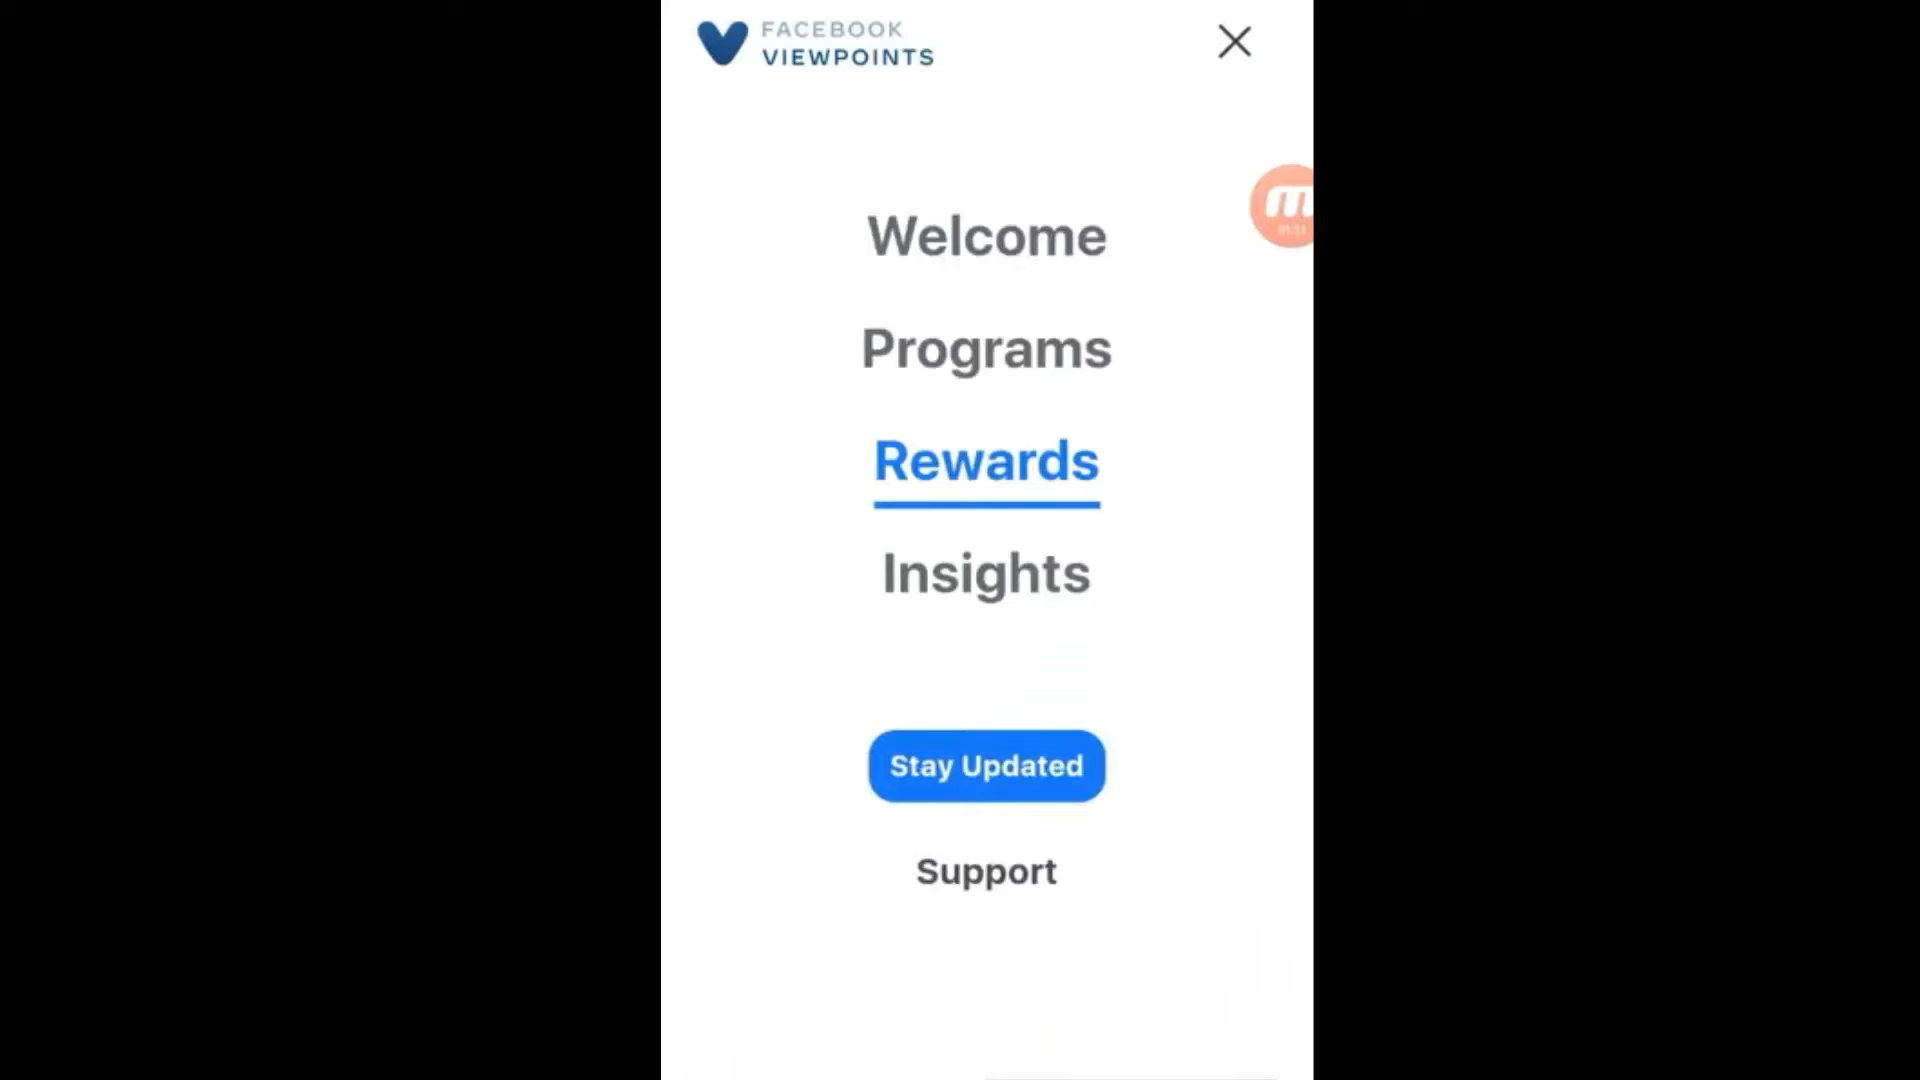 FACEBOOK
VIEWPOINTS
Welcome
Programs
Rewards
Insights
Stay Updated
Support